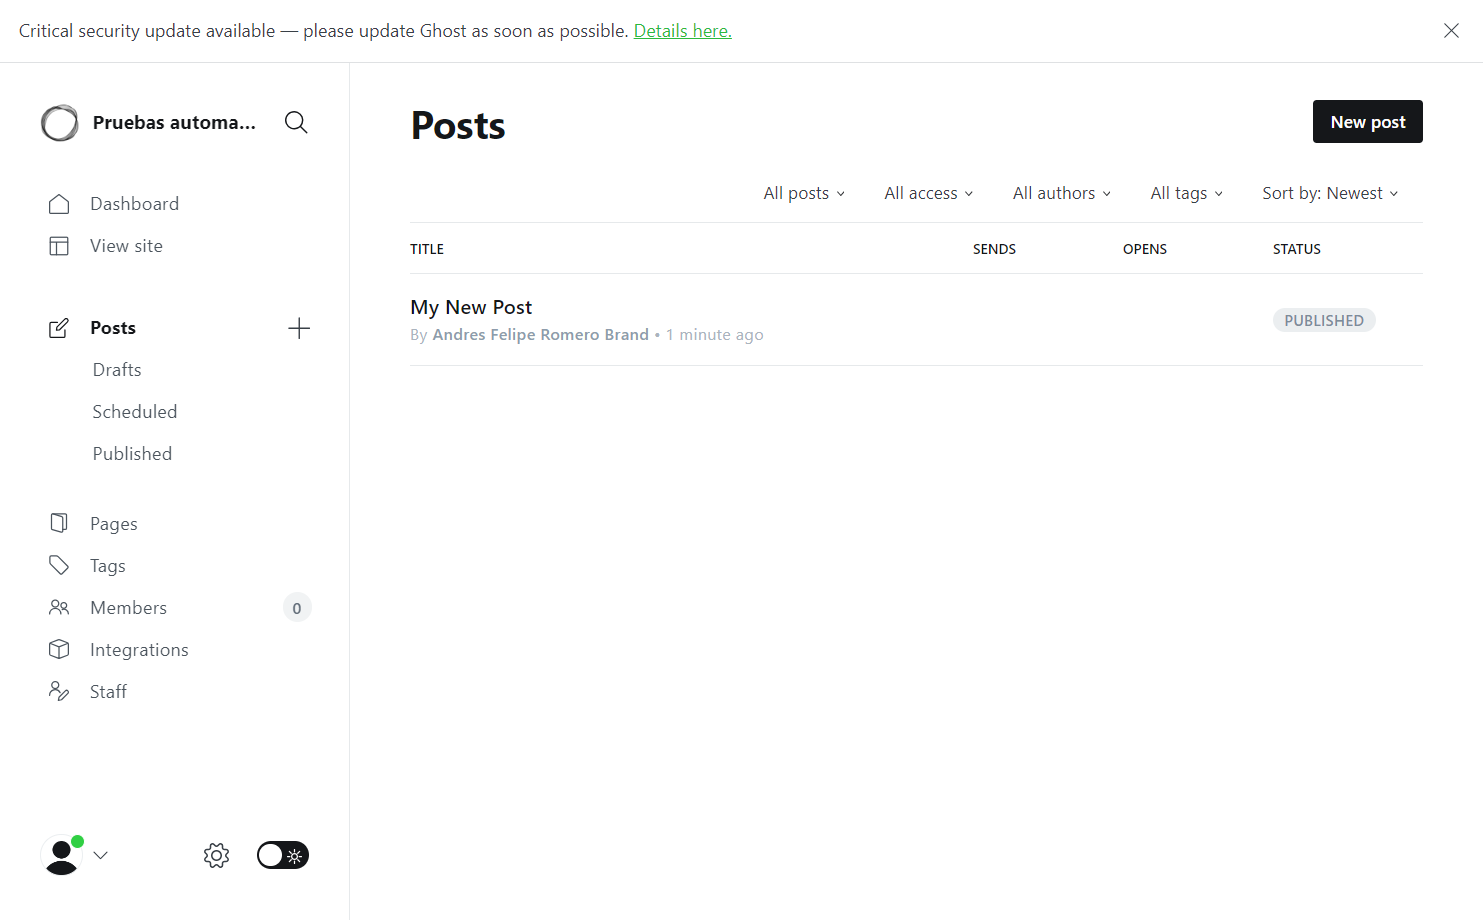 Critical security update available — please update Ghost as soon as possible. Details here.
Pruebas automa...
Dashboard
View site
Posts
Drafts
Scheduled
Published
Pages
Tags
Members 0
Integrations
Staff
Posts
New post
All posts All access All authors All tags Sort by: Newest
TITLE SENDS OPENS STATUS
My New Post
By Andres Felipe Romero Brand • 1 minute ago
PUBLISHED